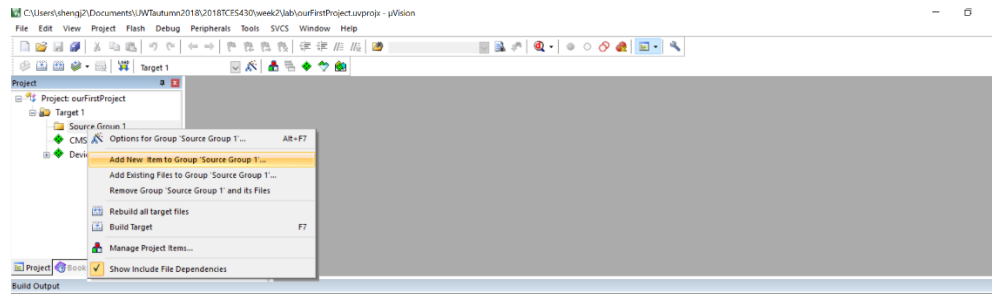 C:\Users\shengj2\Documents\UWTautumn2018\2018TCES430\week2\lab\ourFirstProject.uvprojx - µVision
File Edit View Project Flash Debug Peripherals Tools SVCS Window Help
Target 1
Project
Project: ourFirstProject
Target 1
Source Group 1
CMS
Devi
Options for Group 'Source Group 1'... Alt+F7
Add New Item to Group 'Source Group 1'...
Add Existing Files to Group 'Source Group 1'...
Remove Group 'Source Group 1' and its Files
Rebuild all target files
Build Target F7
Manage Project Items...
Show Include File Dependencies
Project Book
Build Output